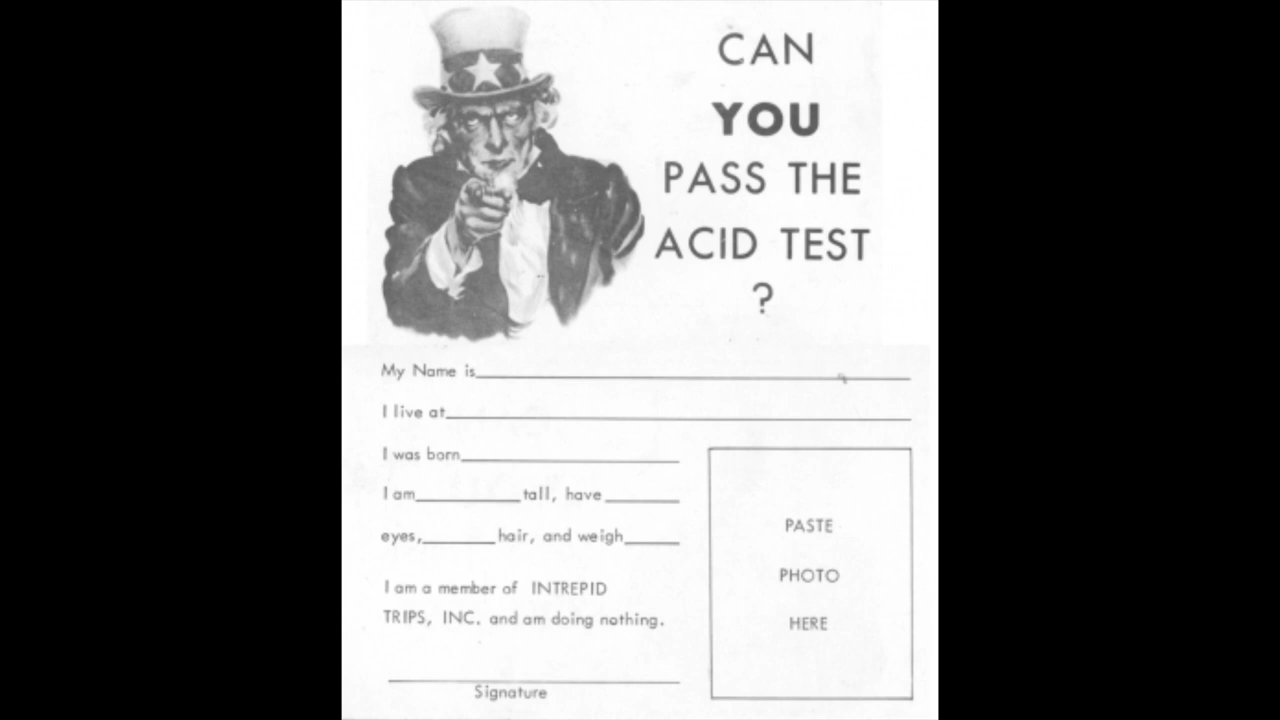 CAN
YOU
PASS THE
ACID TEST
?
My Name is
I live at
I was born
I am tall, have
eyes, hair, and weigh
I am a member of INTREPID
TRIPS, INC. and am doing nothing.
Signature
PASTE
PHOTO
HERE